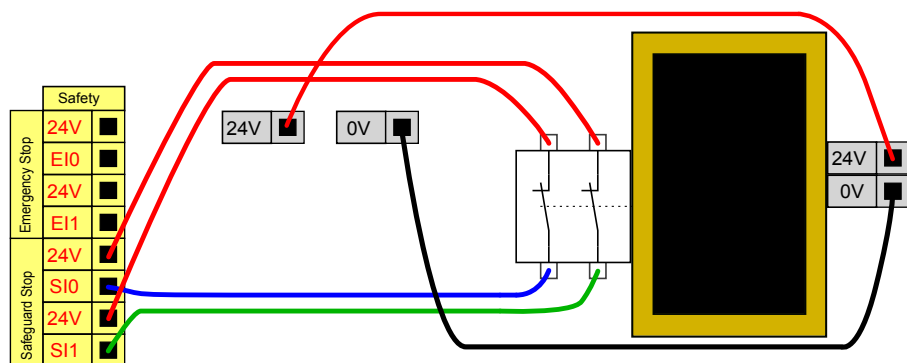 Safety
Emergency Stop
24V
EI0
24V
EI1
Safeguard Stop
24V
SI0
24V
SI1
24V
0V
24V
0V